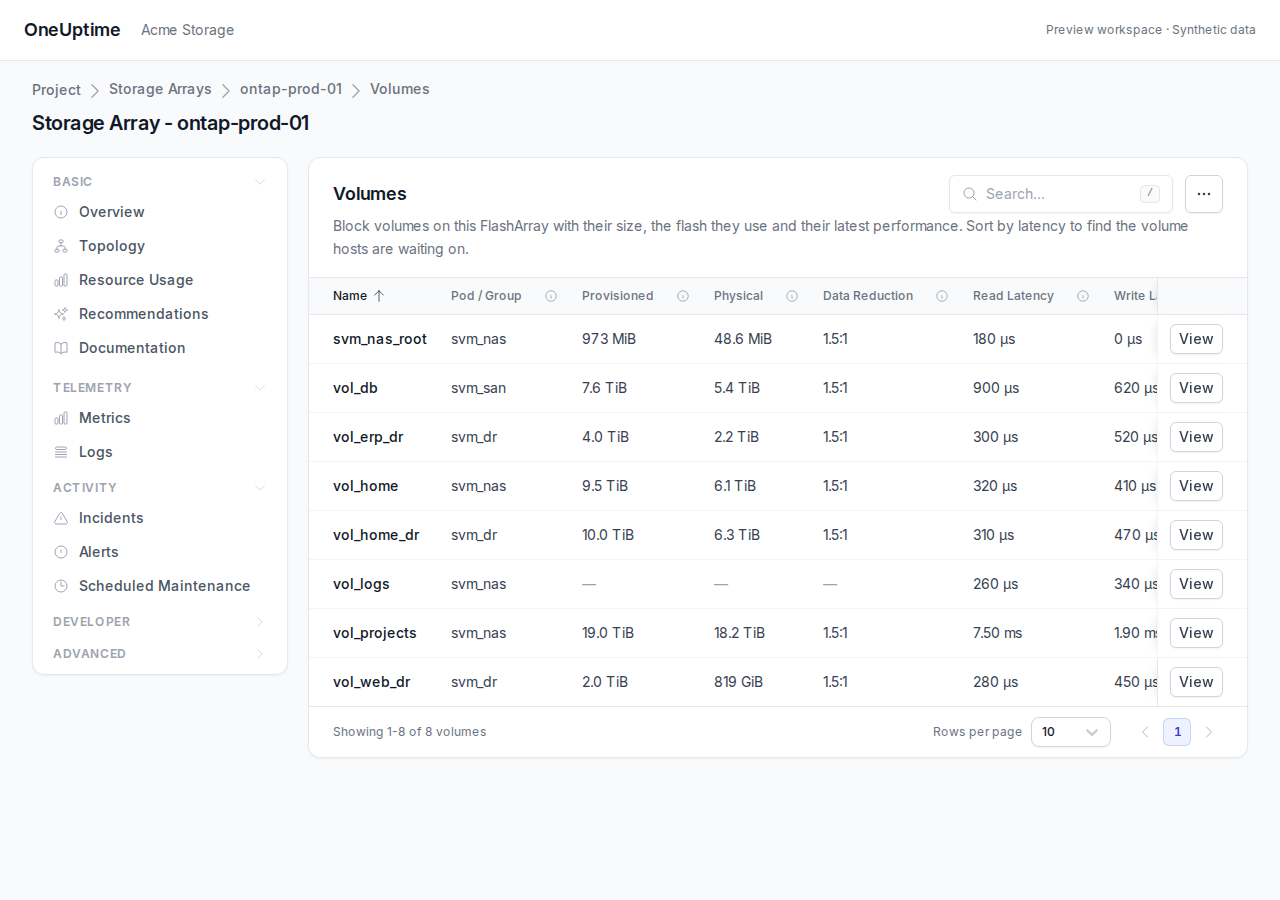 OneUptime Acme Storage Preview workspace · Synthetic data
Project Storage Arrays ontap-prod-01 Volumes
Storage Array - ontap-prod-01
BASIC
Overview
Topology
Resource Usage
Recommendations
Documentation
TELEMETRY
Metrics
Logs
ACTIVITY
Incidents
Alerts
Scheduled Maintenance
DEVELOPER
ADVANCED
Volumes
Search... /
Block volumes on this FlashArray with their size, the flash they use and their latest performance. Sort by latency to find the volume
hosts are waiting on.
Name Pod / Group Provisioned Physical Data Reduction Read Latency Write
svm_nas_root svm_nas 973 MiB 48.6 MiB 1.5:1 180 µs 0 µs View
vol_db svm_san 7.6 TiB 5.4 TiB 1.5:1 900 µs 620 µs View
vol_erp_dr svm_dr 4.0 TiB 2.2 TiB 1.5:1 300 µs 520 µs View
vol_home svm_nas 9.5 TiB 6.1 TiB 1.5:1 320 µs 410 µs View
vol_home_dr svm_dr 10.0 TiB 6.3 TiB 1.5:1 310 µs 470 µs View
vol_logs svm_nas — — — 260 µs 340 µs View
vol_projects svm_nas 19.0 TiB 18.2 TiB 1.5:1 7.50 ms 1.90 ms View
vol_web_dr svm_dr 2.0 TiB 819 GiB 1.5:1 280 µs 450 µs View
Showing 1-8 of 8 volumes Rows per page 10 1